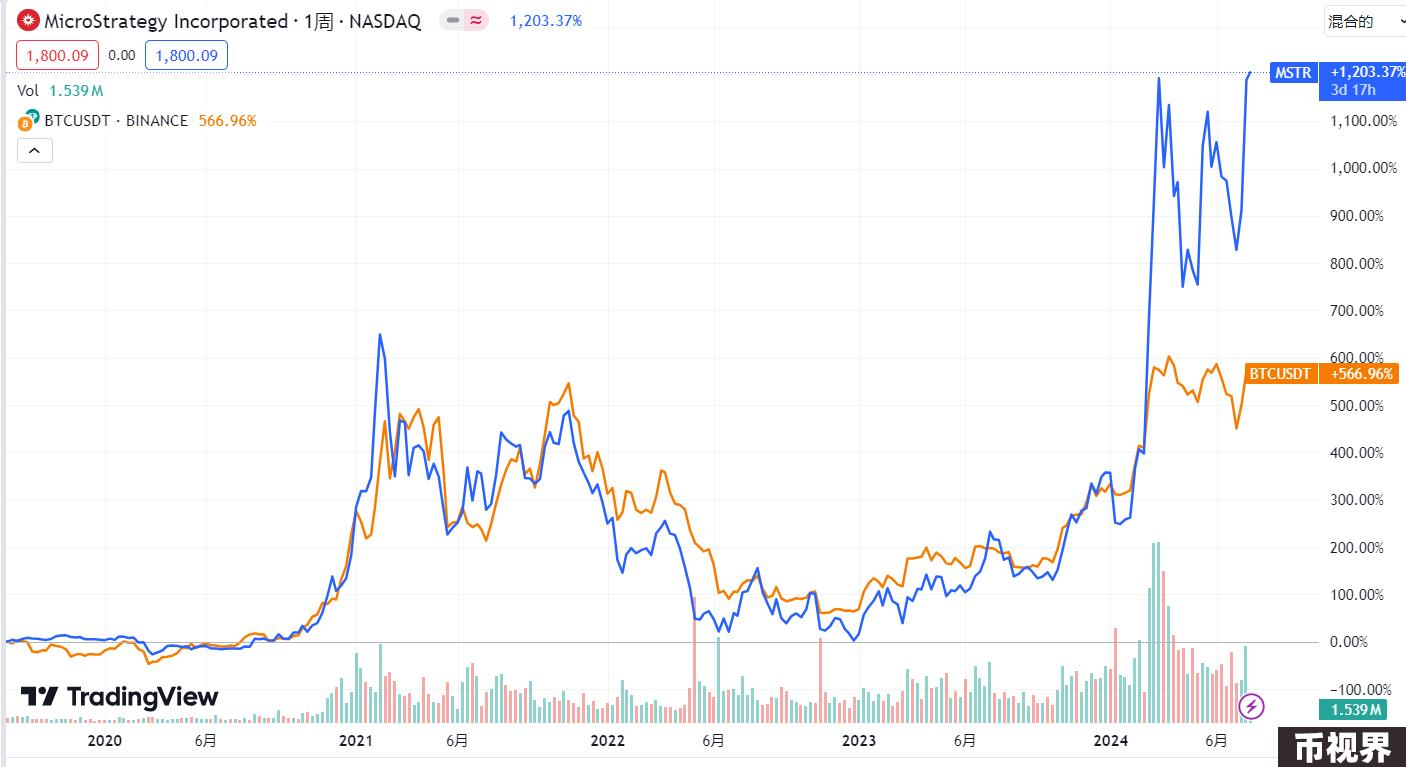 MicroStrategy Incorporated · 1周 · NASDAQ 1,203.37% 混合的
1,800.09 0.00 1,800.09
Vol 1.539 M
BTCUSDT · BINANCE 566.96%
MSTR +1,203.37%
3d 17h
1,100.00%
1,000.00%
900.00%
800.00%
700.00%
600.00%
BTCUSDT +566.96%
500.00%
400.00%
300.00%
200.00%
100.00%
0.00%
−100.00%
TradingView
1.539 M
2020 6月 2021 6月 2022 6月 2023 6月 2024 6月
币视界